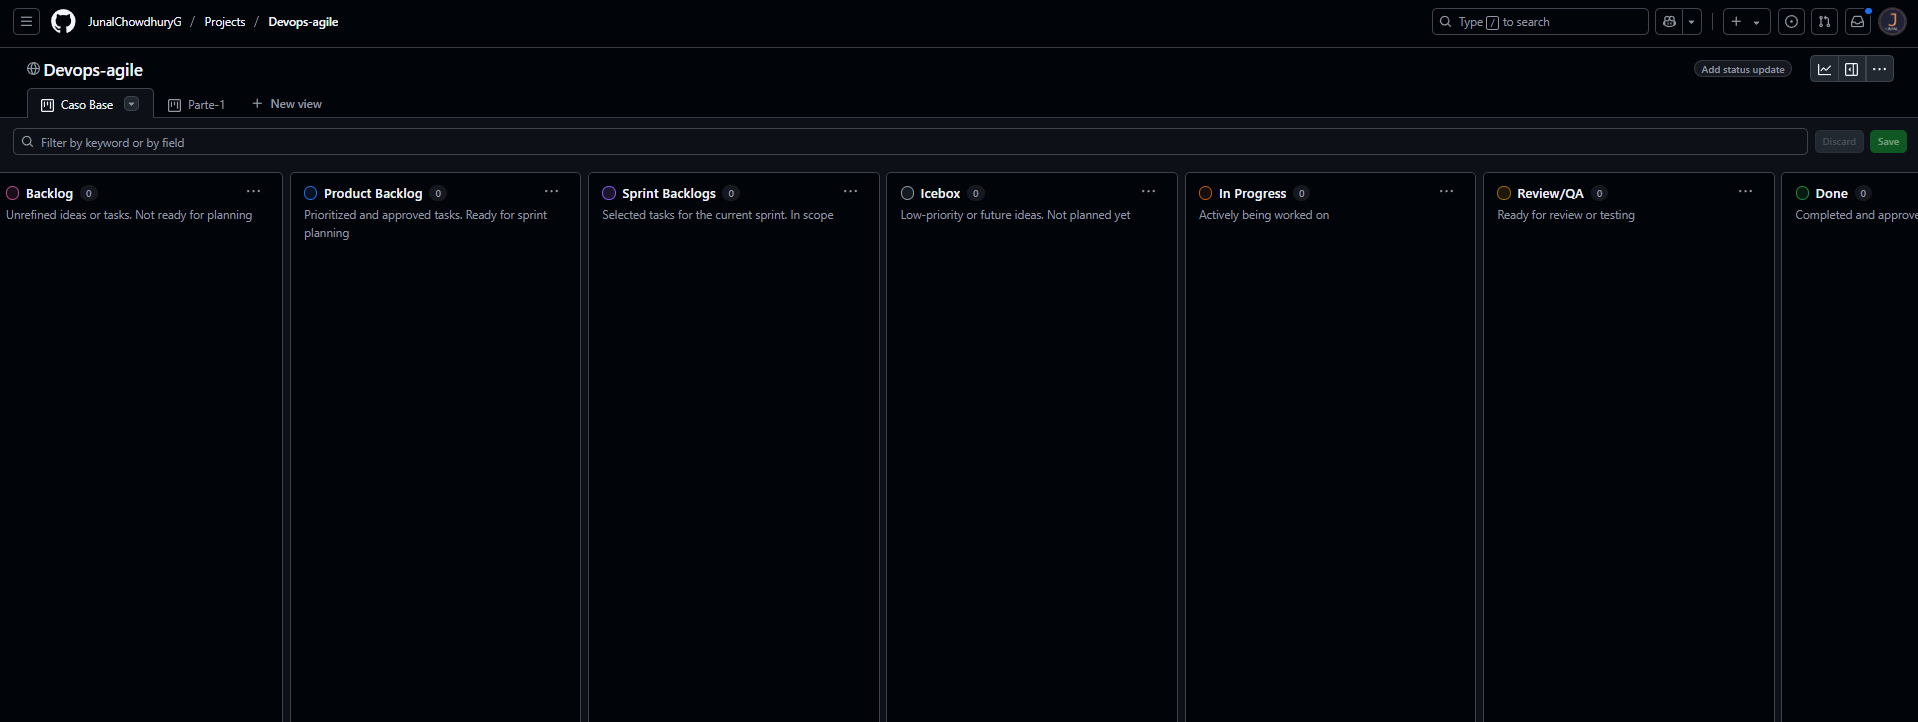 JunalChowdhuryG / Projects / Devops-agile
Type / to search
Devops-agile
Add status update
Caso Base
Parte-1
New view
Filter by keyword or by field
Discard
Save
Backlog 0
Unrefined ideas or tasks. Not ready for planning
Product Backlog 0
Prioritized and approved tasks. Ready for sprint
planning
Sprint Backlogs 0
Selected tasks for the current sprint. In scope
Icebox 0
Low-priority or future ideas. Not planned yet
In Progress 0
Actively being worked on
Review/QA 0
Ready for review or testing
Done 0
Completed and approve